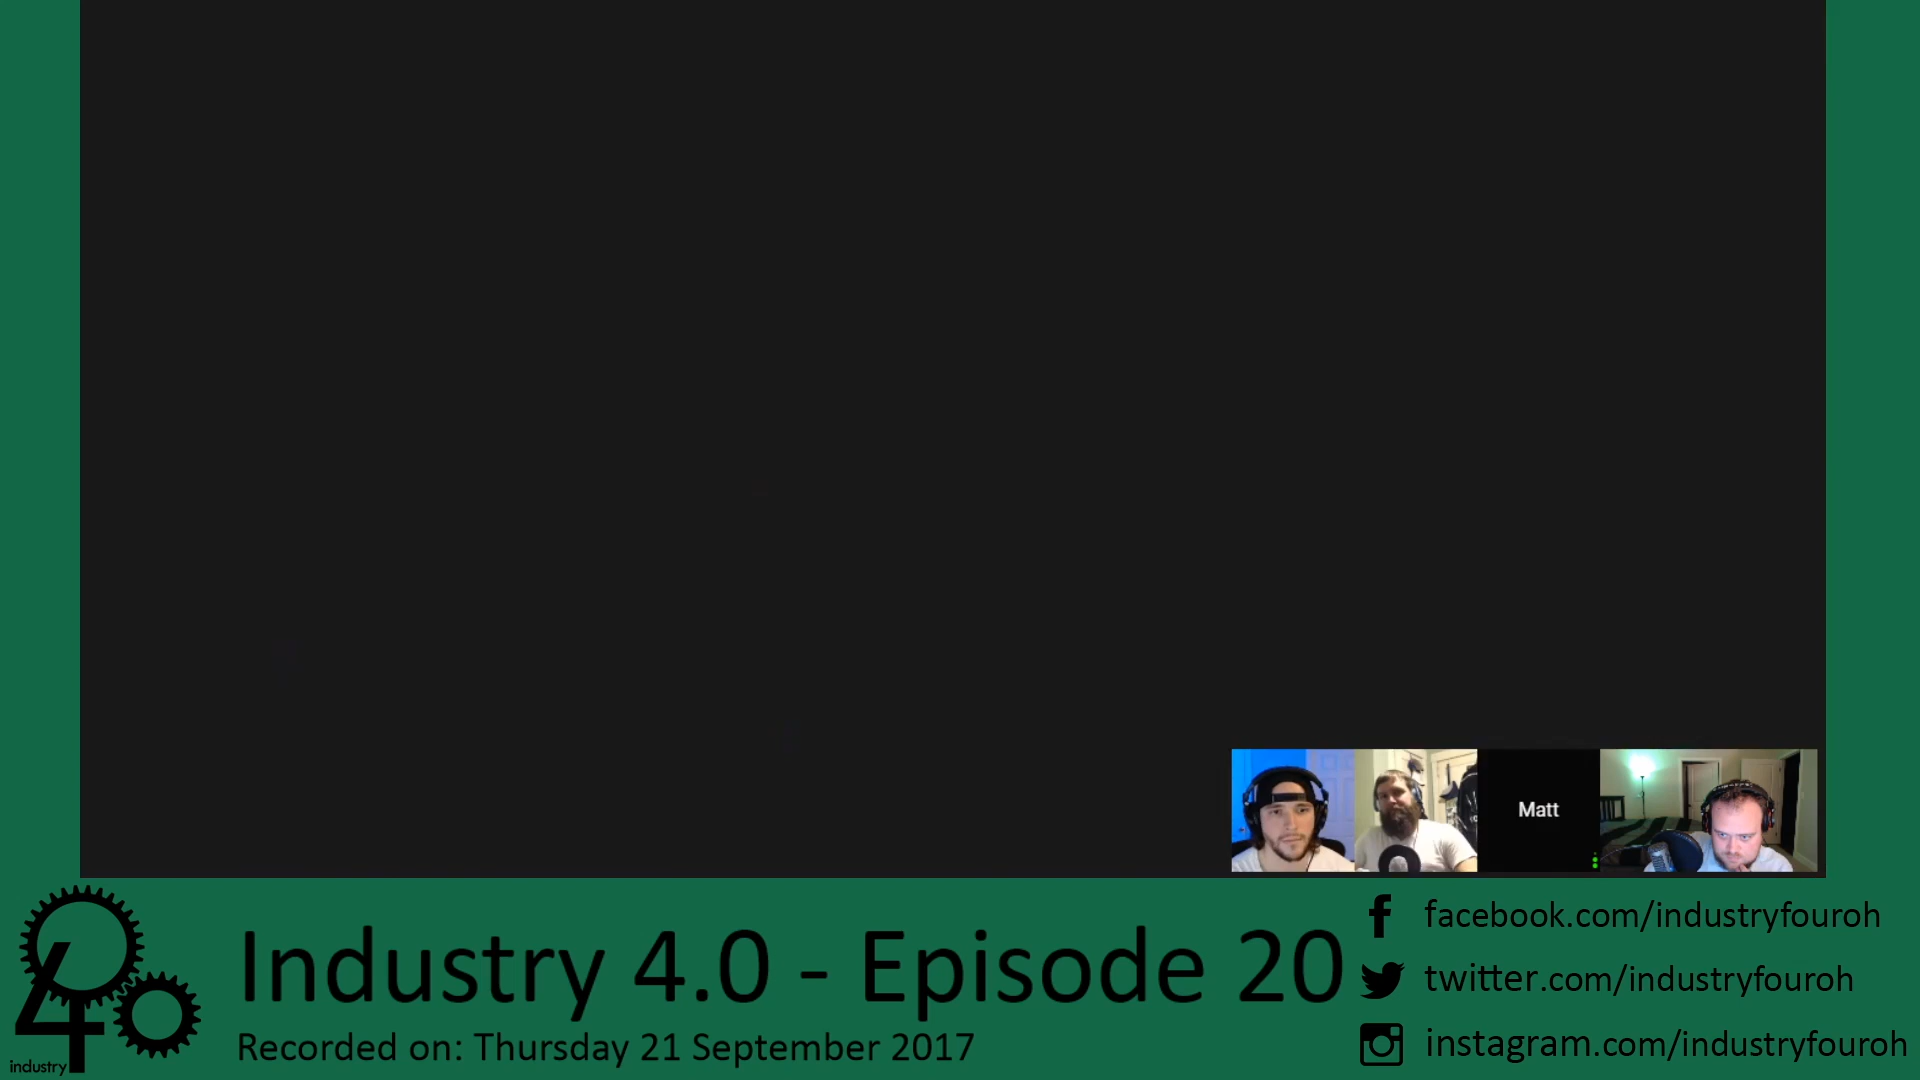 Matt
Industry 4.0 - Episode 20
Recorded on: Thursday 21 September 2017
facebook.com/industryfouroh
twitter.com/industryfouroh
instagram.com/industryfouroh
40
industry